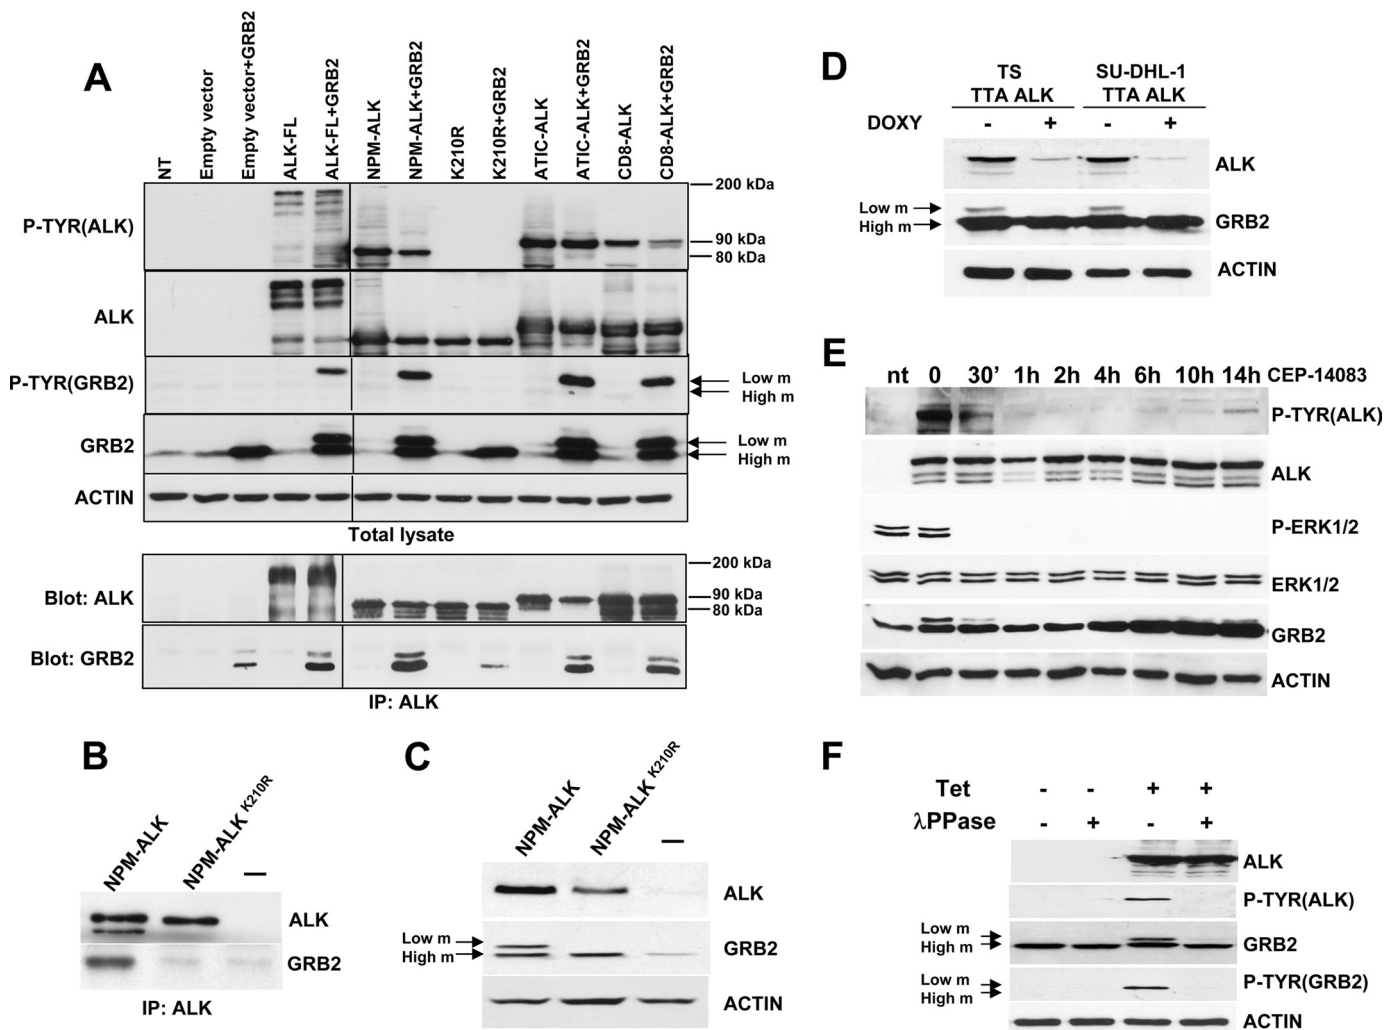 A
NT
Empty vector
Empty vector+GRB2
ALK-FL
ALK-FL+GRB2
NPM-ALK
NPM-ALK+GRB2
K210R
K210R+GRB2
ATIC-ALK
ATIC-ALK+GRB2
CD8-ALK
CD8-ALK+GRB2
P-TYR(ALK)
200 kDa
90 kDa
80 kDa
ALK
P-TYR(GRB2)
Low m
High m
GRB2
Low m
High m
ACTIN
Total lysate
Blot: ALK
200 kDa
90 kDa
80 kDa
Blot: GRB2
IP: ALK
B
NPM-ALK
NPM-ALK K210R
—
ALK
GRB2
IP: ALK
C
NPM-ALK
NPM-ALK K210R
—
ALK
Low m
High m
GRB2
ACTIN
D
TS SU-DHL-1
TTA ALK TTA ALK
DOXY - + - +
ALK
Low m
High m
GRB2
ACTIN
E
nt 0 30’ 1h 2h 4h 6h 10h 14h CEP-14083
P-TYR(ALK)
ALK
P-ERK1/2
ERK1/2
GRB2
ACTIN
F
Tet - - + +
λPPase - + - +
ALK
P-TYR(ALK)
Low m
High m
GRB2
P-TYR(GRB2)
Low m
High m
ACTIN